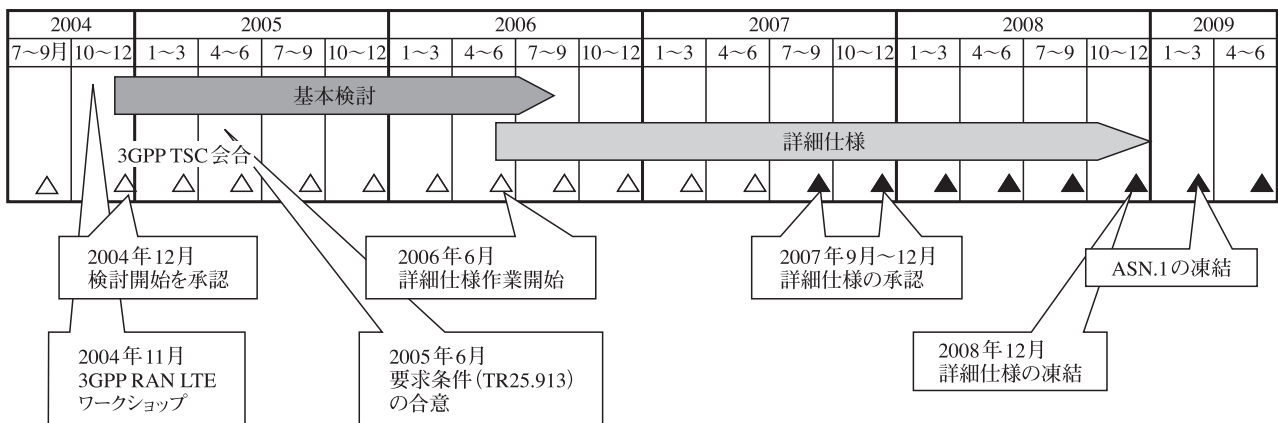 2004 2005 2006 2007 2008 2009
7～9月 10～12 1～3 4～6 7～9 10～12 1～3 4～6 7～9 10～12 1～3 4～6 7～9 10～12 1～3 4～6 7～9 10～12 1～3 4～6
基本検討
詳細仕様
3GPP TSC会合
2004年12月
検討開始を承認
2006年6月
詳細仕様作業開始
2007年9月～12月
詳細仕様の承認
ASN.1の凍結
2004年11月
3GPP RAN LTE
ワークショップ
2005年6月
要求条件（TR25.913）
の合意
2008年12月
詳細仕様の凍結